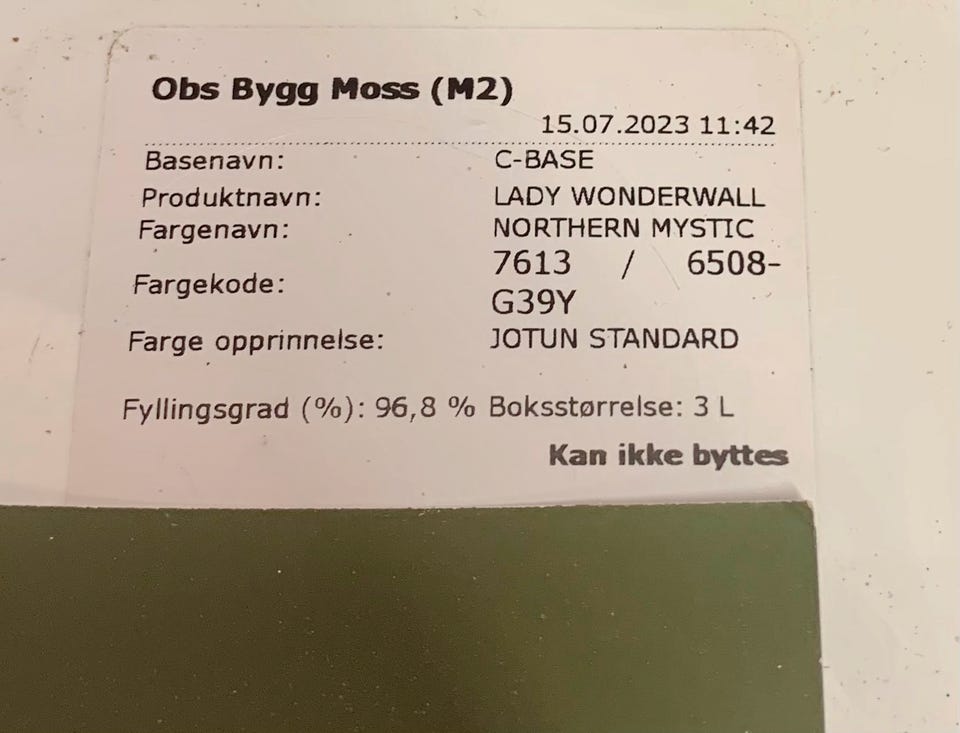 Obs Bygg Moss (M2)
15.07.2023 11:42
Basenavn: C-BASE
Produktnavn: LADY WONDERWALL
Fargenavn: NORTHERN MYSTIC
Fargekode: 7613 / 6508-
G39Y
Farge opprinnelse: JOTUN STANDARD
Fyllingsgrad (%): 96,8 % Boksstørrelse: 3 L
Kan ikke byttes